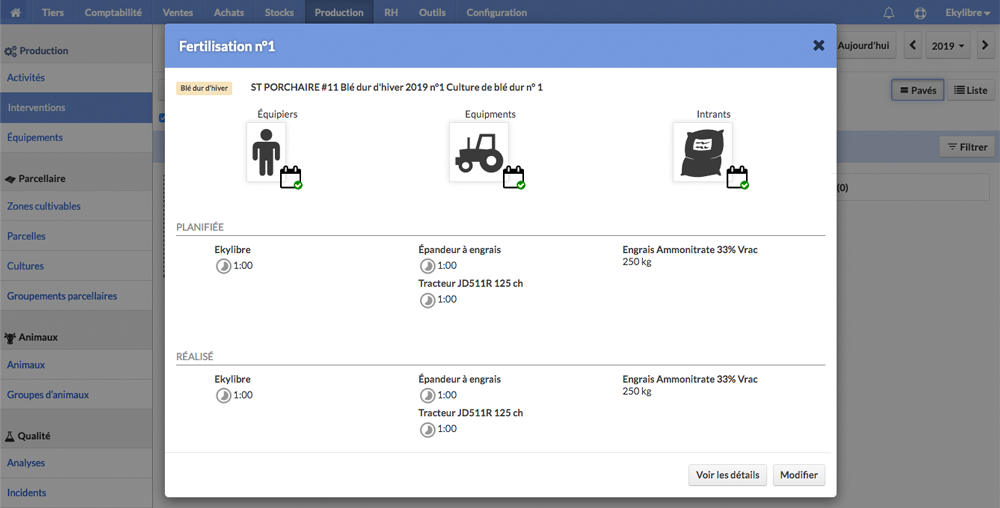 Tiers Comptabilité Ventes Achats Stocks Production RH Outils Configuration Ekylibre
Production
Activités
Interventions
Équipements
Parcellaire
Zones cultivables
Parcelles
Cultures
Groupements parcellaires
Animaux
Animaux
Groupes d'animaux
Qualité
Analyses
Incidents
Aujourd'hui
2019
Pavés Liste
Filtrer
(0)
Fertilisation n°1
Blé dur d'hiver
ST PORCHAIRE #11 Blé dur d'hiver 2019 n°1 Culture de blé dur n° 1
Équipiers Equipments Intrants
PLANIFIÉE
Ekylibre
1:00
Épandeur à engrais
1:00
Tracteur JD511R 125 ch
1:00
Engrais Ammonitrate 33% Vrac
250 kg
RÉALISÉ
Ekylibre
1:00
Épandeur à engrais
1:00
Tracteur JD511R 125 ch
1:00
Engrais Ammonitrate 33% Vrac
250 kg
Voir les détails Modifier